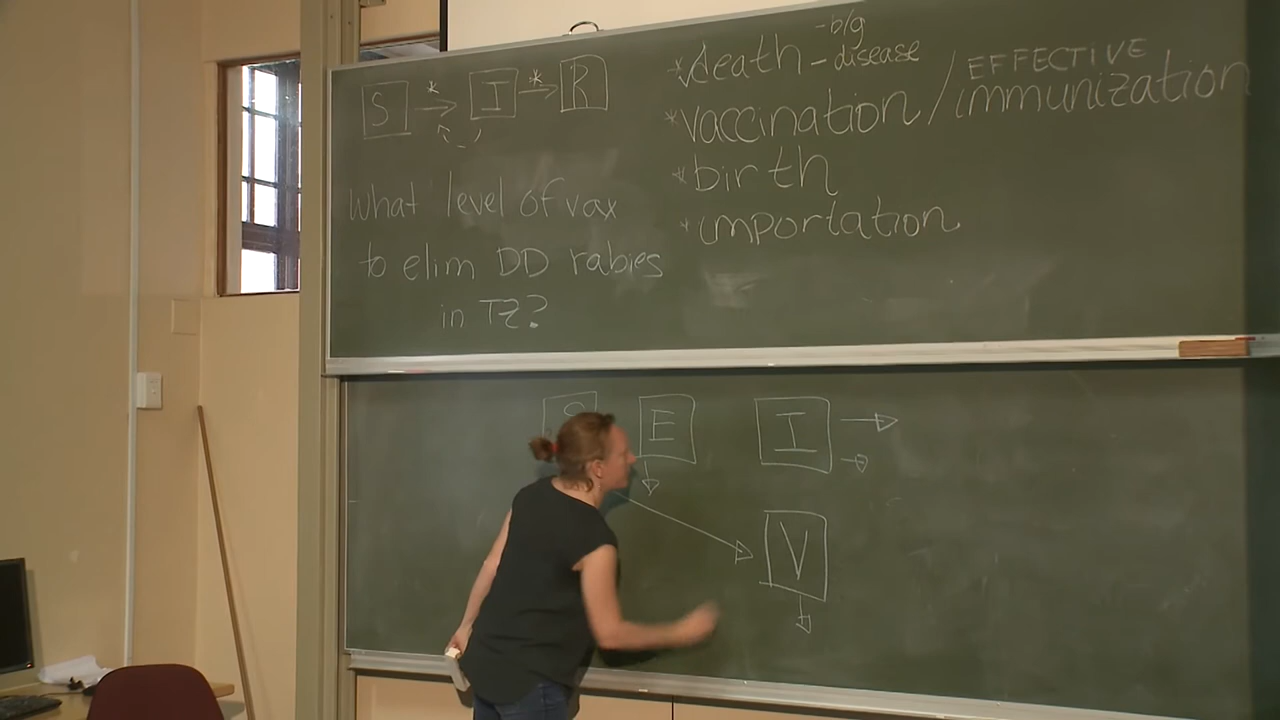 S * I * R
What level of vax
to elim DD rabies
in TZ?
- b/g
*death - disease
EFFECTIVE
*vaccination / immunization
*birth
*importation
S E I
V